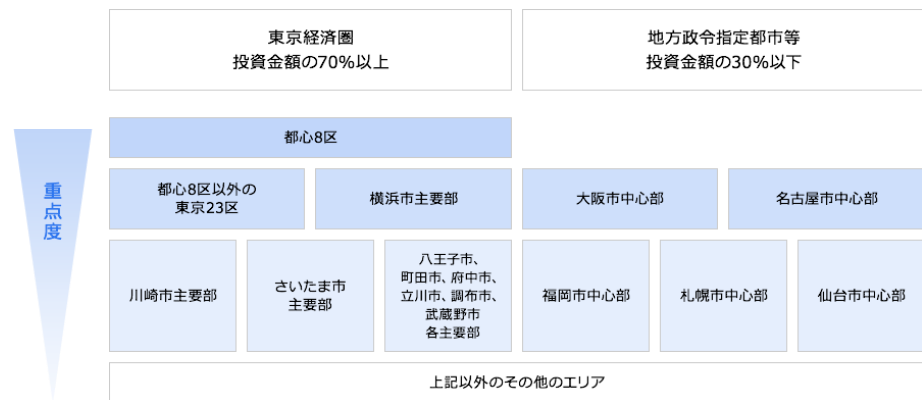 東京経済圏
投資金額の70%以上
地方政令指定都市等
投資金額の30%以下
重点度
都心8区
都心8区以外の
東京23区
横浜市主要部
大阪市中心部
名古屋市中心部
川崎市主要部
さいたま市
主要部
八王子市、
町田市、府中市、
立川市、調布市、
武蔵野市
各主要部
福岡市中心部
札幌市中心部
仙台市中心部
上記以外のその他のエリア